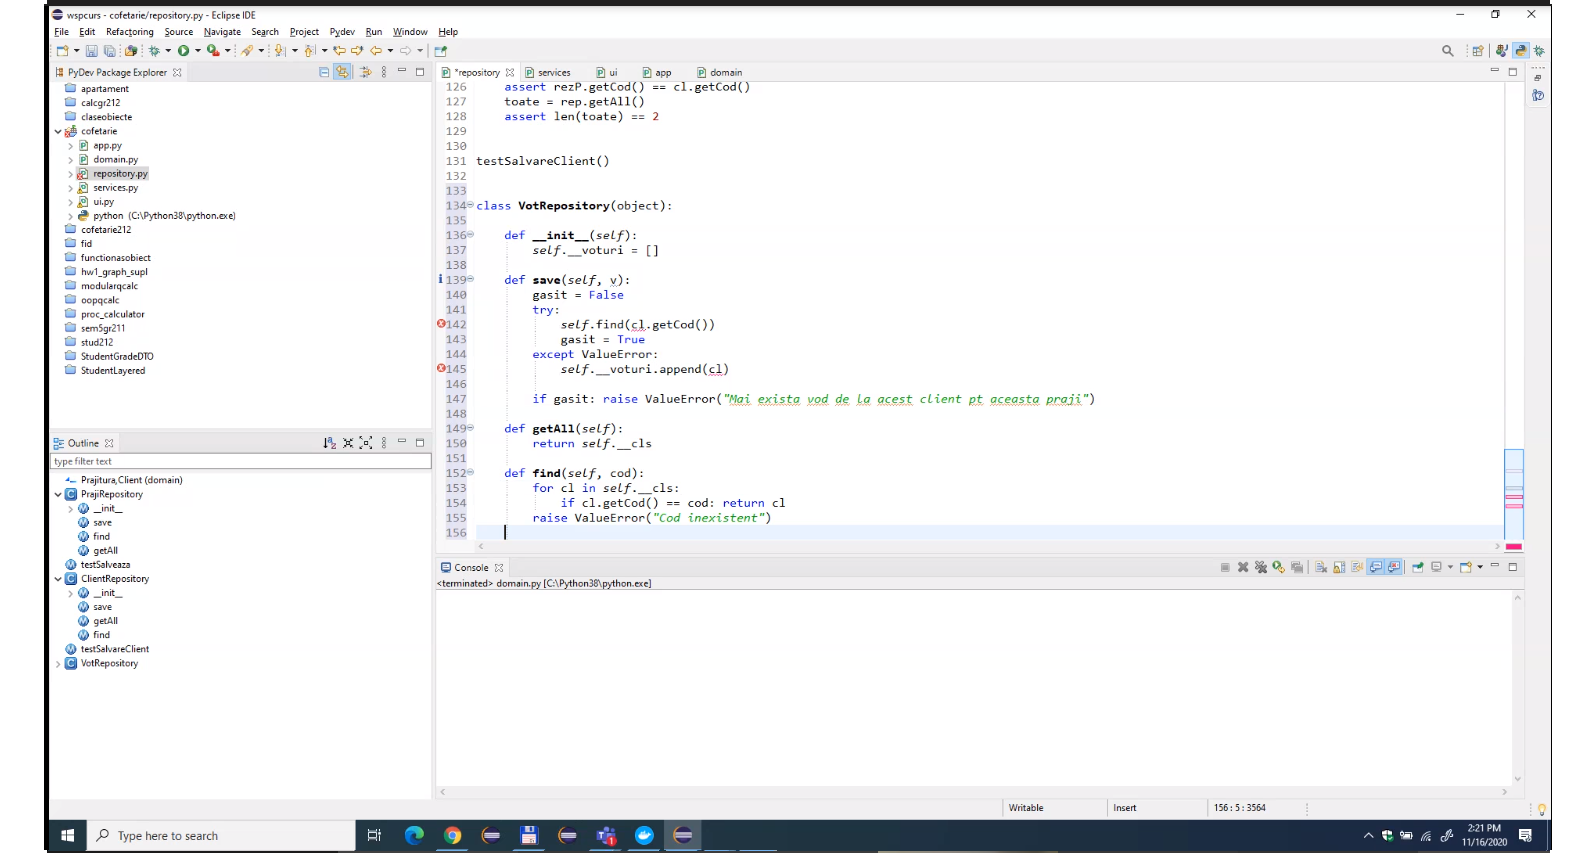 wspcurs - cofetarie/repository.py - Eclipse IDE
File Edit Refactoring Source Navigate Search Project Pydev Run Window Help
PyDev Package Explorer
apartament
calcgr212
claseobiecte
cofetarie
app.py
domain.py
repository.py
services.py
ui.py
python (C:\Python38\python.exe)
cofetarie212
fid
functionasobiect
hw1_graph_supl
modularqcalc
oopqcalc
proc_calculator
sem5gr211
stud212
StudentGradeDTO
StudentLayered
Outline
type filter text
Prajitura,Client (domain)
PrajiRepository
__init__
save
find
getAll
testSalveaza
ClientRepository
__init__
save
getAll
find
testSalvareClient
VotRepository
*repository services ui app domain
126 assert rezP.getCod() == cl.getCod()
127 toate = rep.getAll()
128 assert len(toate) == 2
129
130
131 testSalvareClient()
132
133
134 class VotRepository(object):
135
136 def __init__(self):
137 self.__voturi = []
138
139 def save(self, v):
140 gasit = False
141 try:
142 self.find(cl.getCod())
143 gasit = True
144 except ValueError:
145 self.__voturi.append(cl)
146
147 if gasit: raise ValueError("Mai exista vod de la acest client pt aceasta praji")
148
149 def getAll(self):
150 return self.__cls
151
152 def find(self, cod):
153 for cl in self.__cls:
154 if cl.getCod() == cod: return cl
155 raise ValueError("Cod inexistent")
156
Console
<terminated> domain.py [C:\Python38\python.exe]
Writable Insert 156 : 5 : 3564
Type here to search
2:21 PM
11/16/2020